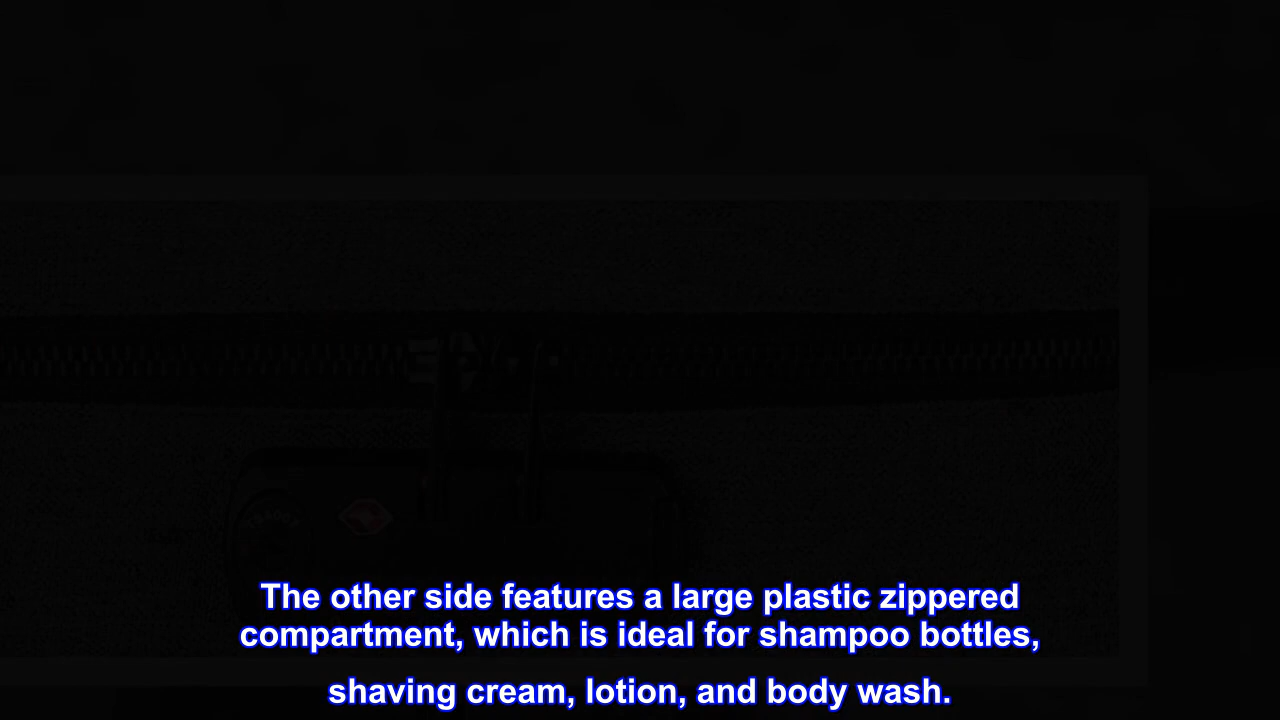 The other side features a large plastic zippered
compartment, which is ideal for shampoo bottles,
shaving cream, lotion, and body wash.